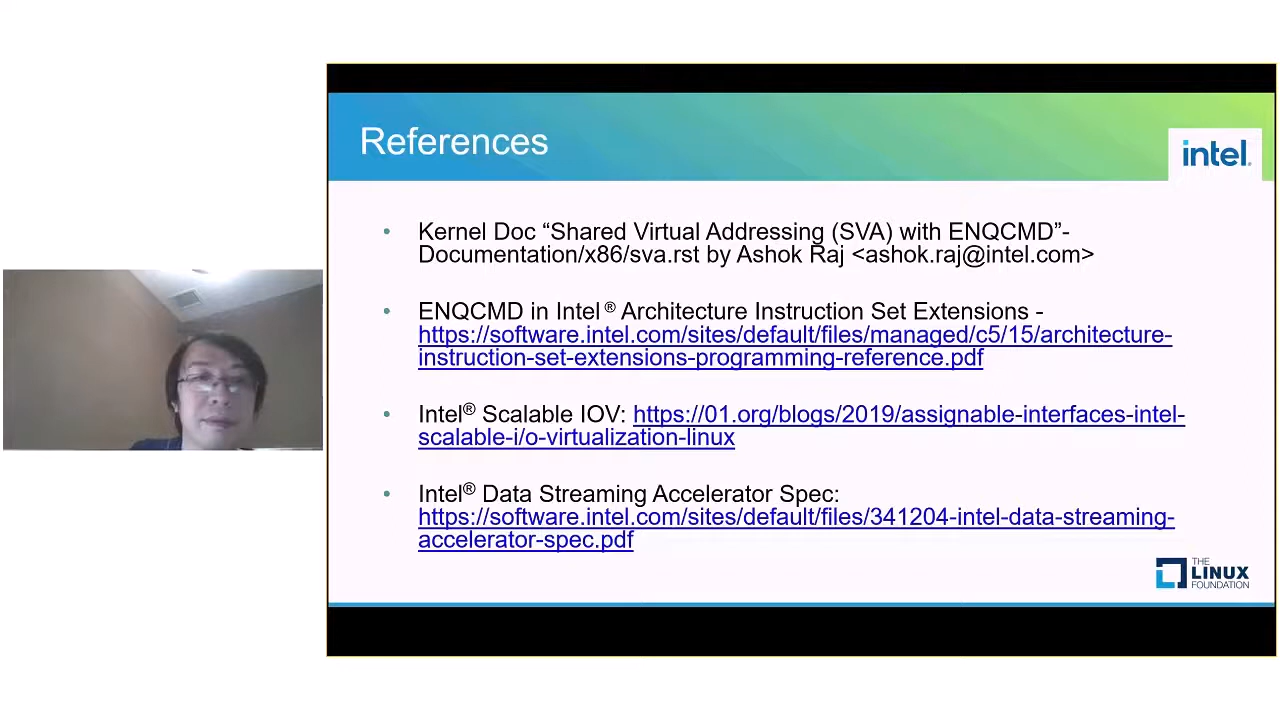 References
intel.
Kernel Doc “Shared Virtual Addressing (SVA) with ENQCMD”-
Documentation/x86/sva.rst by Ashok Raj <ashok.raj@intel.com>
ENQCMD in Intel® Architecture Instruction Set Extensions -
https://software.intel.com/sites/default/files/managed/c5/15/architecture-
instruction-set-extensions-programming-reference.pdf
Intel® Scalable IOV: https://01.org/blogs/2019/assignable-interfaces-intel-
scalable-i/o-virtualization-linux
Intel® Data Streaming Accelerator Spec:
https://software.intel.com/sites/default/files/341204-intel-data-streaming-
accelerator-spec.pdf
THE
LINUX
FOUNDATION